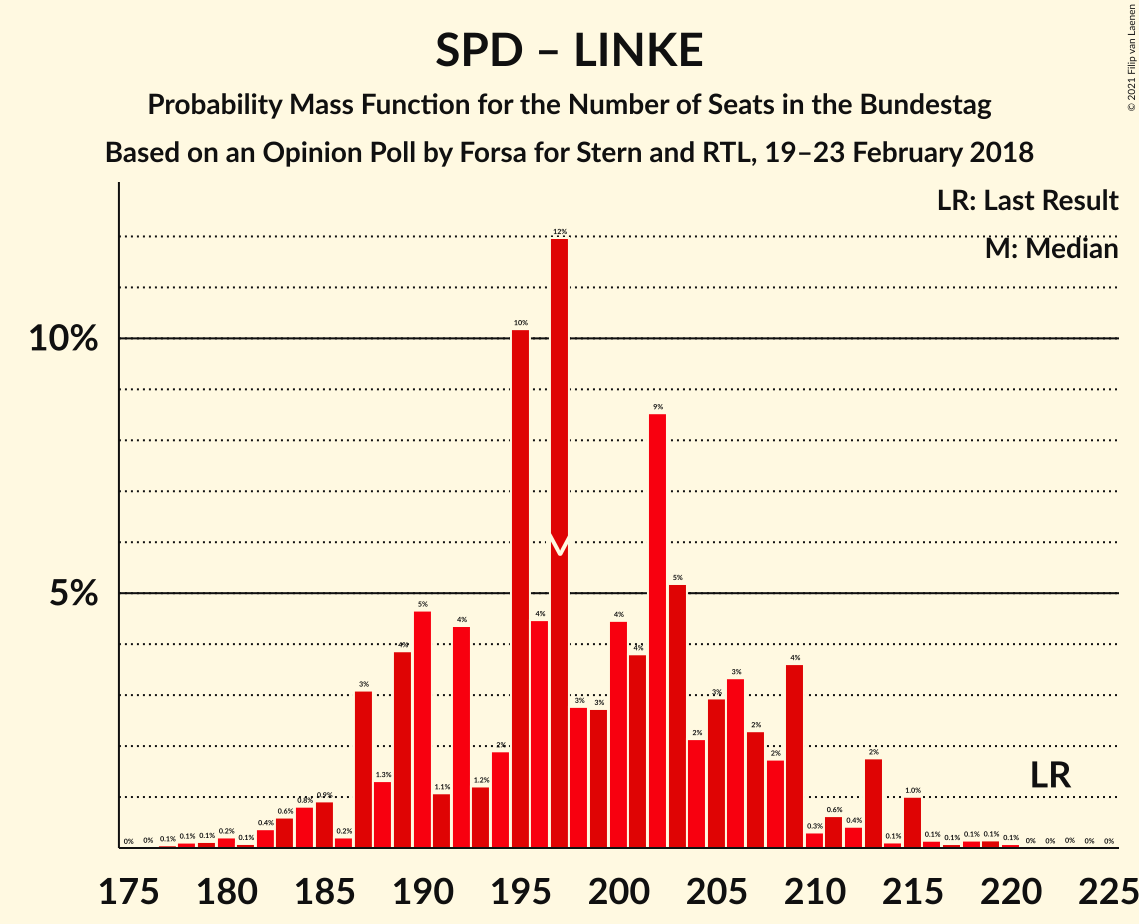 © 2021 Filip van Laenen
SPD – LINKE
Probability Mass Function for the Number of Seats in the Bundestag
Based on an Opinion Poll by Forsa for Stern and RTL, 19–23 February 2018
LR: Last Result
M: Median
10%
5%
0% 0% 0.1% 0.1% 0.1% 0.2% 0.1% 0.4% 0.6% 0.8% 0.9% 0.2% 3% 1.3% 4% 5% 1.1% 4% 1.2% 2% 10% 4% 12% 3% 3% 4% 4% 9% 5% 2% 3% 3% 2% 2% 4% 0.3% 0.6% 0.4% 2% 0.1% 1.0% 0.1% 0.1% 0.1% 0.1% 0.1% 0% 0% 0% 0% 0%
LR
175 180 185 190 195 200 205 210 215 220 225